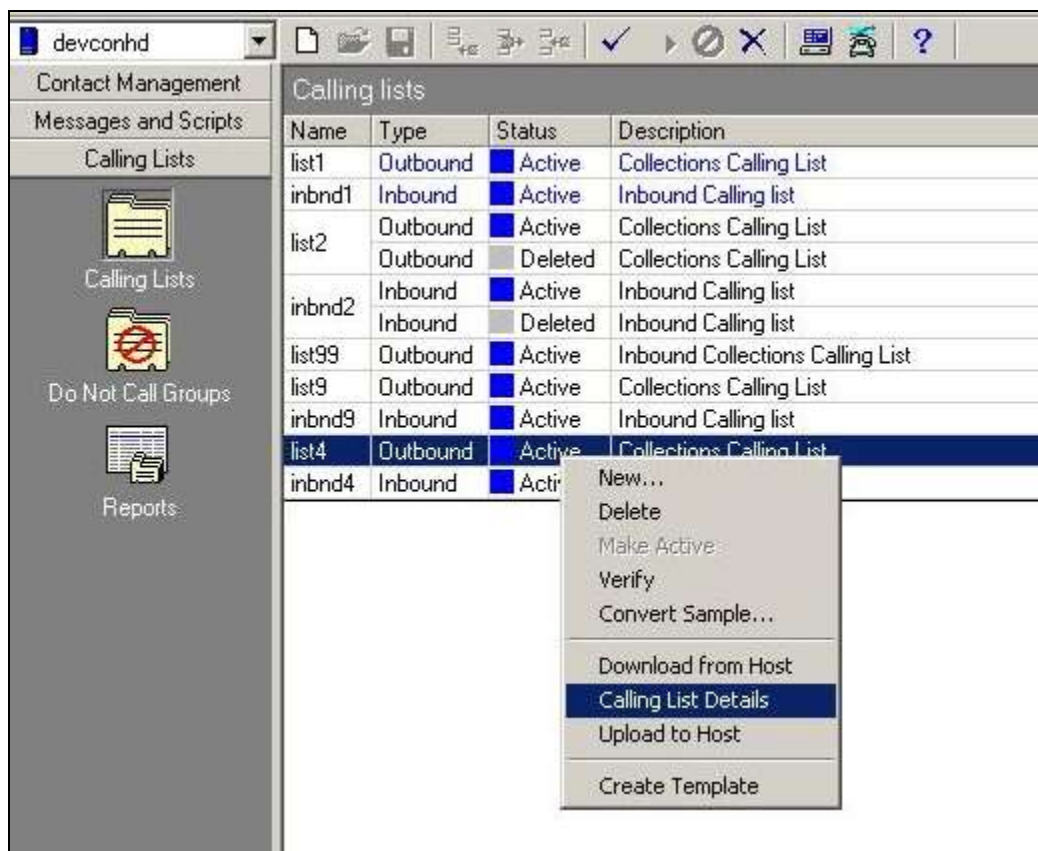 devconhd
Contact Management
Messages and Scripts
Calling Lists
Calling Lists
Do Not Call Groups
Reports
?
Calling lists
Name Type Status Description
list1 Outbound Active Collections Calling List
inbnd1 Inbound Active Inbound Calling list
list2 Outbound Active Collections Calling List
Outbound Deleted Collections Calling List
inbnd2 Inbound Active Inbound Calling list
Inbound Deleted Inbound Calling list
list99 Outbound Active Inbound Collections Calling List
list9 Outbound Active Collections Calling List
inbnd9 Inbound Active Inbound Calling list
list4 Outbound Active Collections Calling List
inbnd4 Inbound
New...
Delete
Make Active
Verify
Convert Sample...
Download from Host
Calling List Details
Upload to Host
Create Template